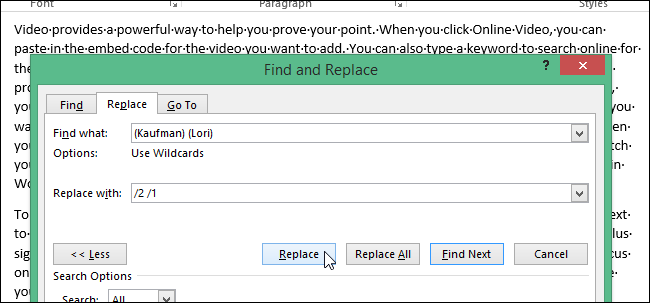 Font Paragraph Styles
Video·provides·a·powerful·way·to·help·you·prove·your·point.·When·you·click·Online·Video,·you·can·
paste·in·the·embed·code·for·the·video·you·want·to·add.·You·can·also·type·a·keyword·to·search·online·for·
the
Find and Replace
? ×
pro
Find Replace Go To
you
you
wa
Find what: (Kaufman) (Lori)
Options: Use Wildcards
you
in·
Wo
Replace with: /2 /1
To
ext·
to·
<< Less Replace Replace All Find Next Cancel
sig
Search Options
on
Search: All
you